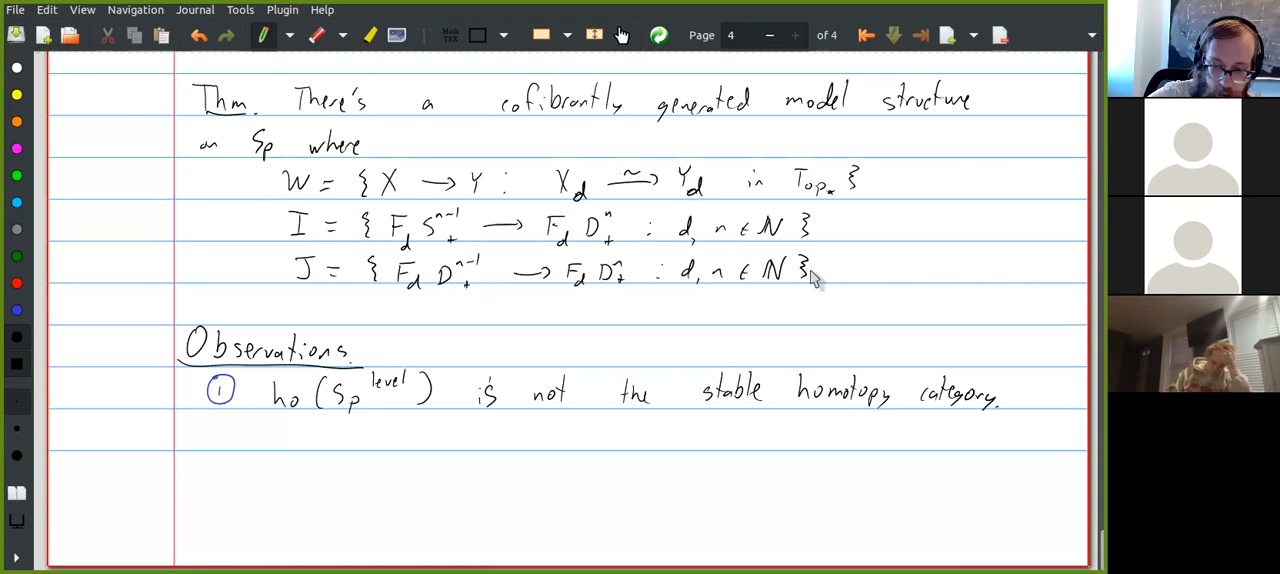 File Edit View Navigation Journal Tools Plugin Help
Math TEX Page 4 of 4
Thm. There's a cofibrantly generated model structure
on Sp where
W = { X ⟶ Y : X_d ⥲ Y_d in Top_* }
I = { F_d S^{n-1}_+ ⟶ F_d D^n_+ : d, n ∈ ℕ }
J = { F_d D^{n-1}_+ ⟶ F_d D^n_+ : d, n ∈ ℕ }
Observations.
① ho (Sp^{level}) is not the stable homotopy category.